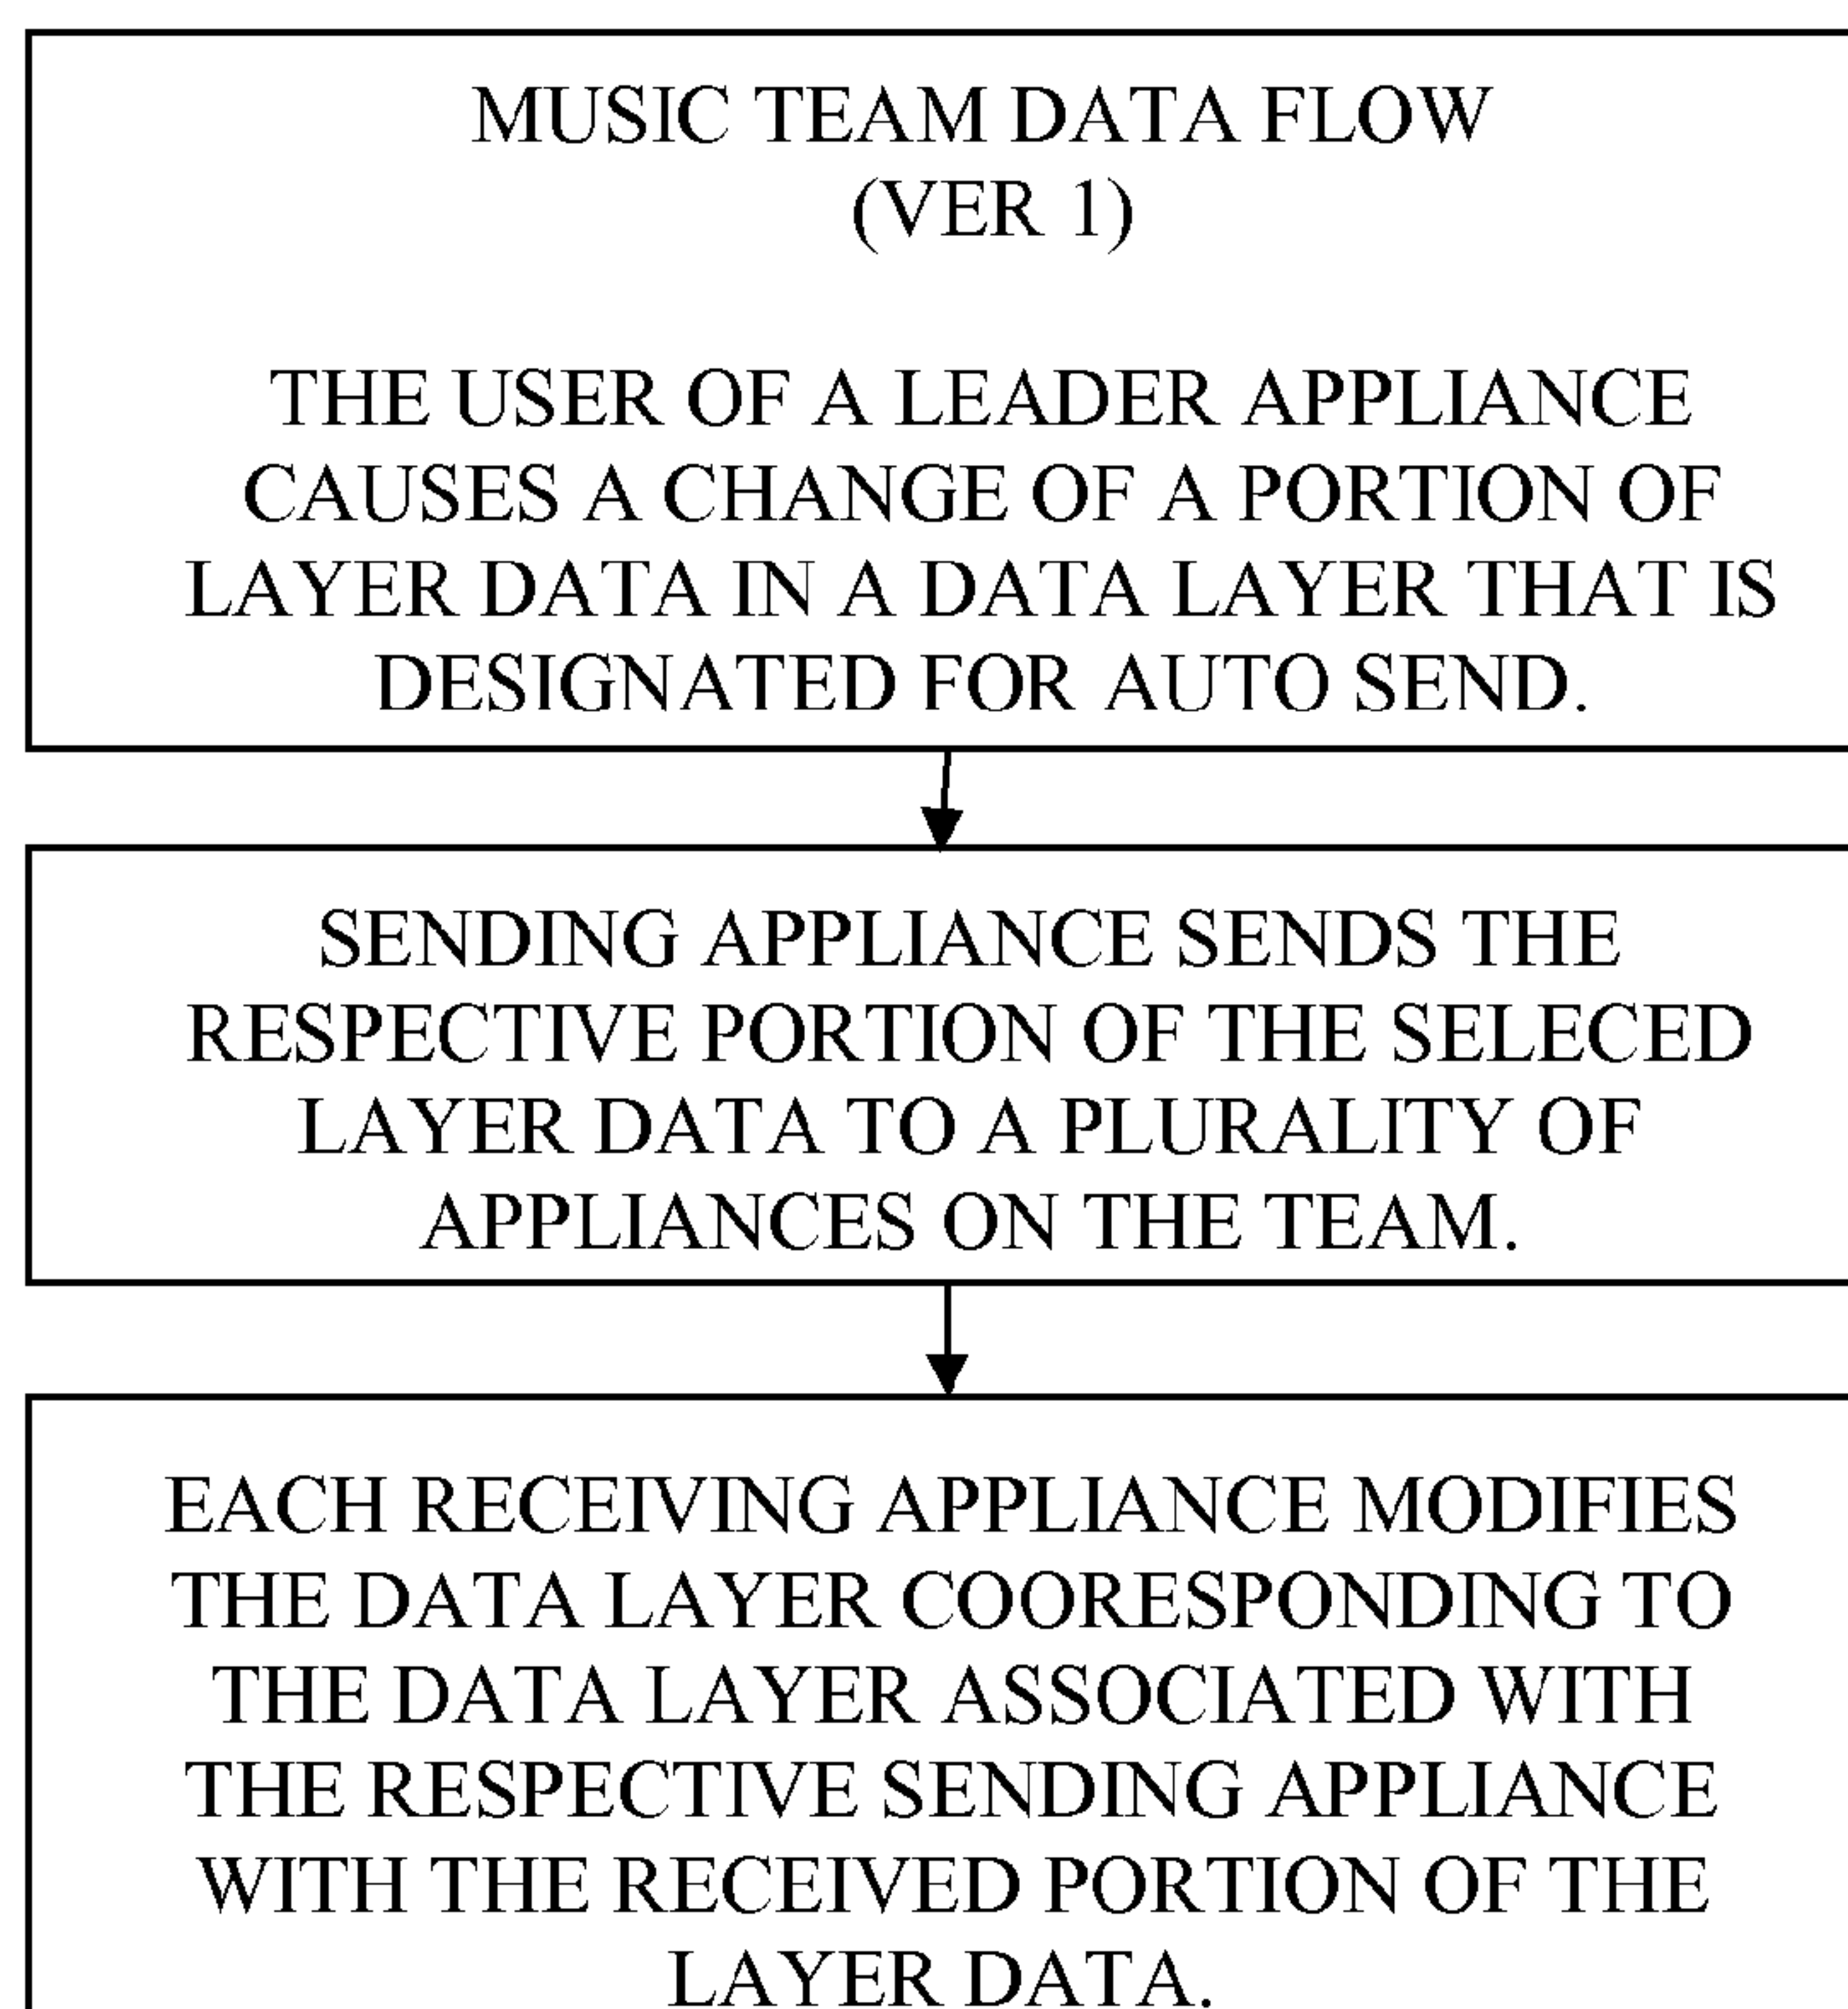 MUSIC TEAM DATA FLOW
(VER 1)
THE USER OF A LEADER APPLIANCE
CAUSES A CHANGE OF A PORTION OF
LAYER DATA IN A DATA LAYER THAT IS
DESIGNATED FOR AUTO SEND.
SENDING APPLIANCE SENDS THE
RESPECTIVE PORTION OF THE SELECED
LAYER DATA TO A PLURALITY OF
APPLIANCES ON THE TEAM.
EACH RECEIVING APPLIANCE MODIFIES
THE DATA LAYER COORESPONDING TO
THE DATA LAYER ASSOCIATED WITH
THE RESPECTIVE SENDING APPLIANCE
WITH THE RECEIVED PORTION OF THE
LAYER DATA.